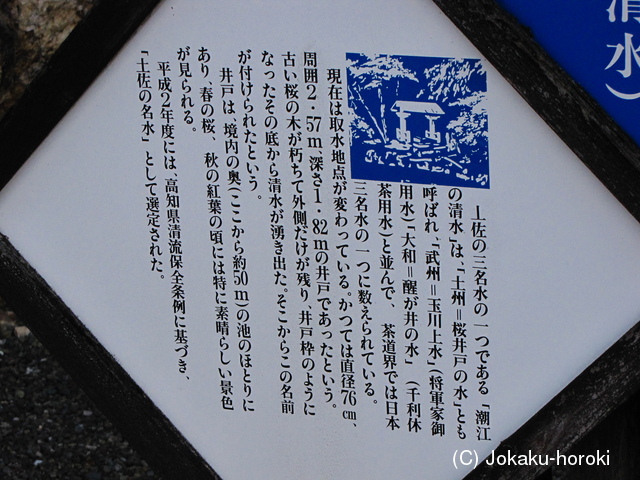 清水)
土佐の三名水の一つである「潮江
の清水」は、「土州＝桜井戸の水」とも
呼ばれ、「武州＝玉川上水」(将軍家御
用水)「大和＝醒が井の水」(千利休
茶用水)と並んで、茶道界では日本
三名水の一つに数えられている。
現在は取水地点が変わっている。かつては直径76㎝、
周囲2・57m、深さ1・82mの井戸であったという。
古い桜の木が朽ちて外側だけが残り、井戸枠のように
なったその底から清水が湧き出た。そこからこの名前
が付けられたという。
井戸は、境内の奥(ここから約50m)の池のほとりに
あり、春の桜、秋の紅葉の頃には特に素晴らしい景色
が見られる。
平成2年度には、高知県清流保全条例に基づき、
「土佐の名水」として選定された。
(C) Jokaku-horoki